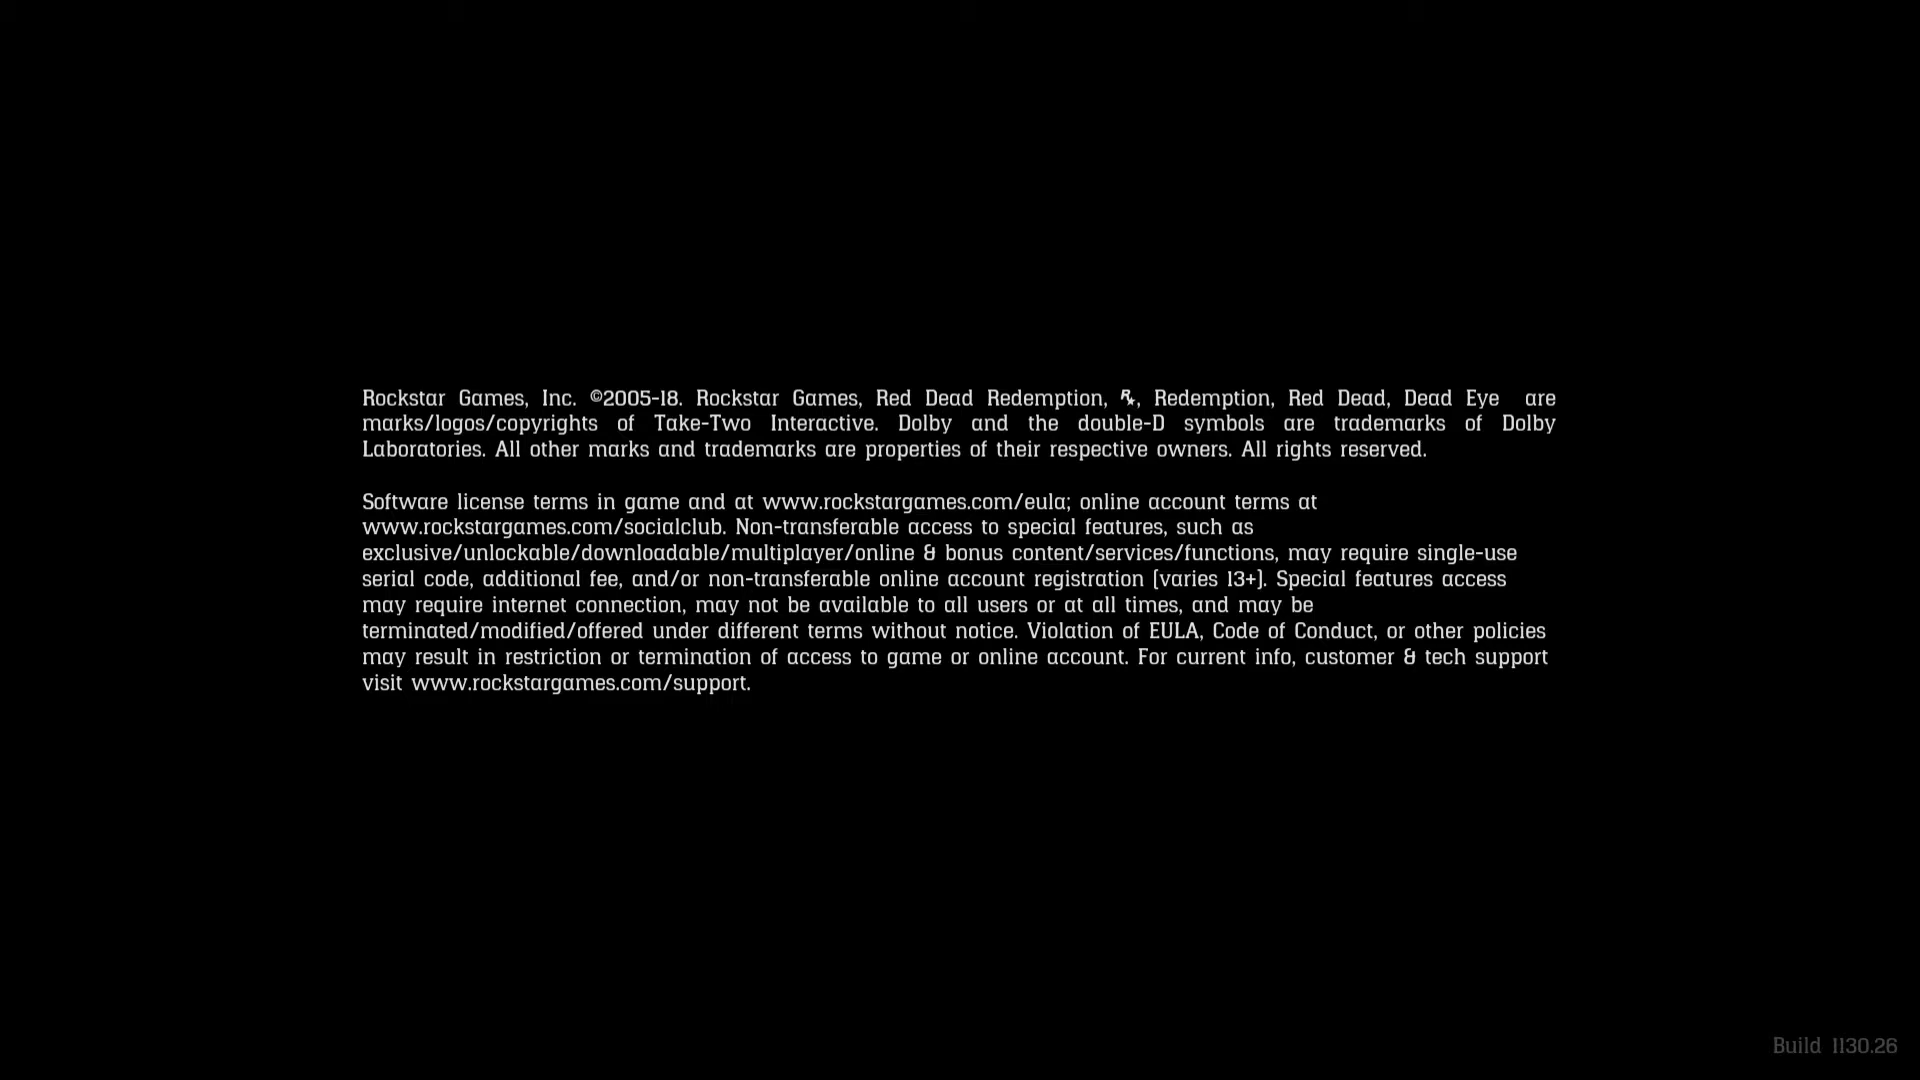 Rockstar Games, Inc. ©2005-18. Rockstar Games, Red Dead Redemption, R★, Redemption, Red Dead, Dead Eye are
marks/logos/copyrights of Take-Two Interactive. Dolby and the double-D symbols are trademarks of Dolby
Laboratories. All other marks and trademarks are properties of their respective owners. All rights reserved.
Software license terms in game and at www.rockstargames.com/eula; online account terms at
www.rockstargames.com/socialclub. Non-transferable access to special features, such as
exclusive/unlockable/downloadable/multiplayer/online & bonus content/services/functions, may require single-use
serial code, additional fee, and/or non-transferable online account registration (varies 13+). Special features access
may require internet connection, may not be available to all users or at all times, and may be
terminated/modified/offered under different terms without notice. Violation of EULA, Code of Conduct, or other policies
may result in restriction or termination of access to game or online account. For current info, customer & tech support
visit www.rockstargames.com/support.
Build 1130.26